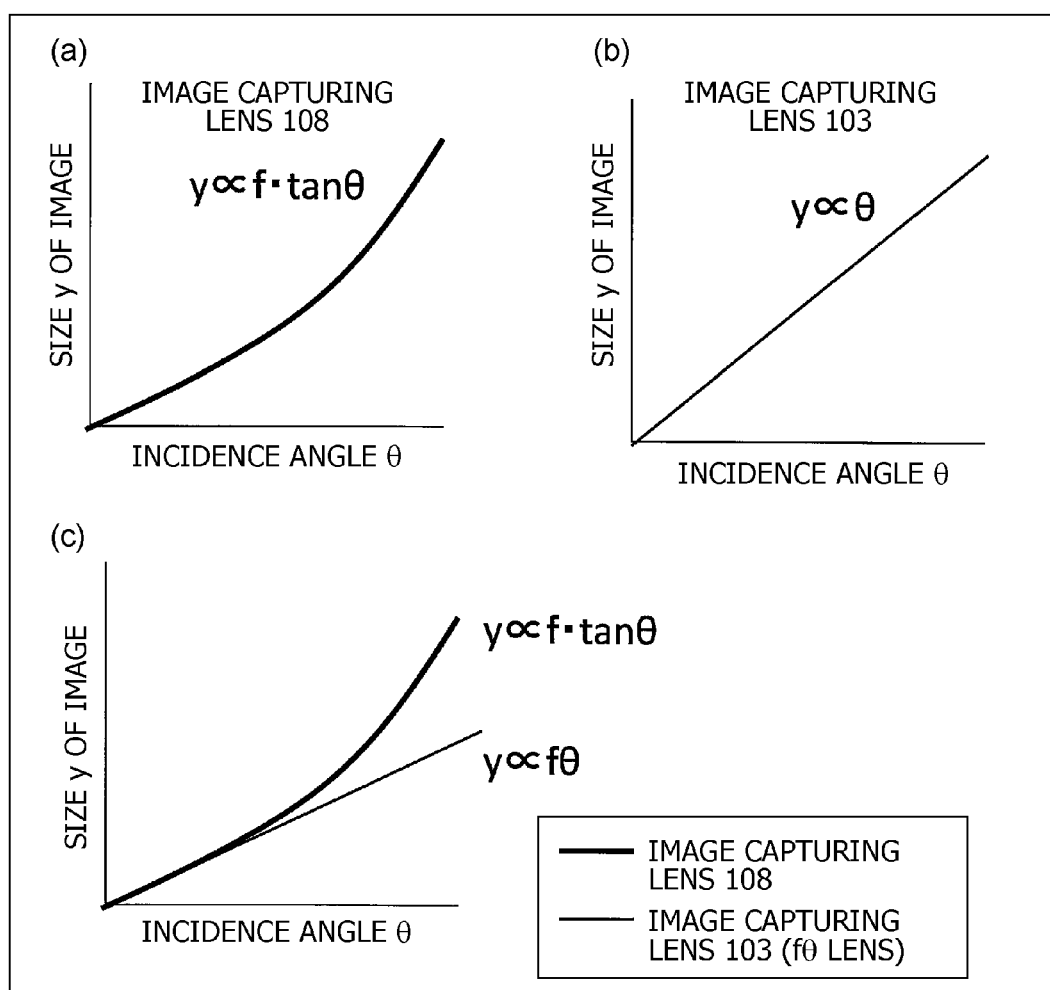 (a)
IMAGE CAPTURING
LENS 108
y∝f·tanθ
SIZE y OF IMAGE
INCIDENCE ANGLE θ
(b)
IMAGE CAPTURING
LENS 103
y∝θ
SIZE y OF IMAGE
INCIDENCE ANGLE θ
(c)
y∝f·tanθ
y∝fθ
SIZE y OF IMAGE
INCIDENCE ANGLE θ
IMAGE CAPTURING
LENS 108
IMAGE CAPTURING
LENS 103 (fθ LENS)